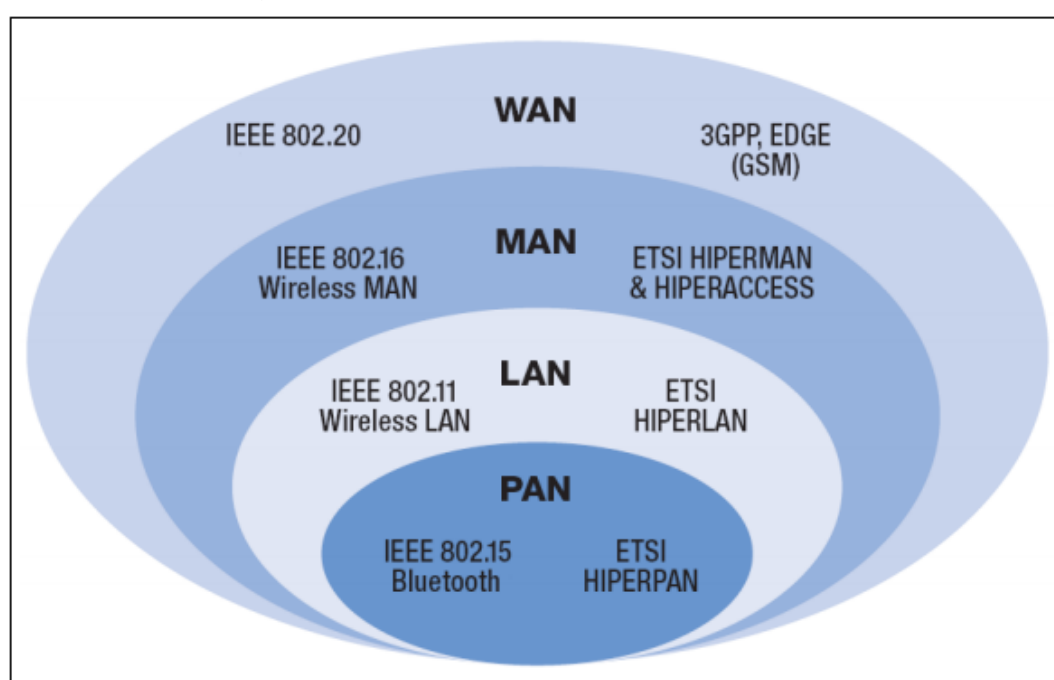 WAN
IEEE 802.20
3GPP, EDGE
(GSM)
MAN
IEEE 802.16
Wireless MAN
ETSI HIPERMAN
& HIPERACCESS
LAN
IEEE 802.11
Wireless LAN
ETSI
HIPERLAN
PAN
IEEE 802.15
Bluetooth
ETSI
HIPERPAN